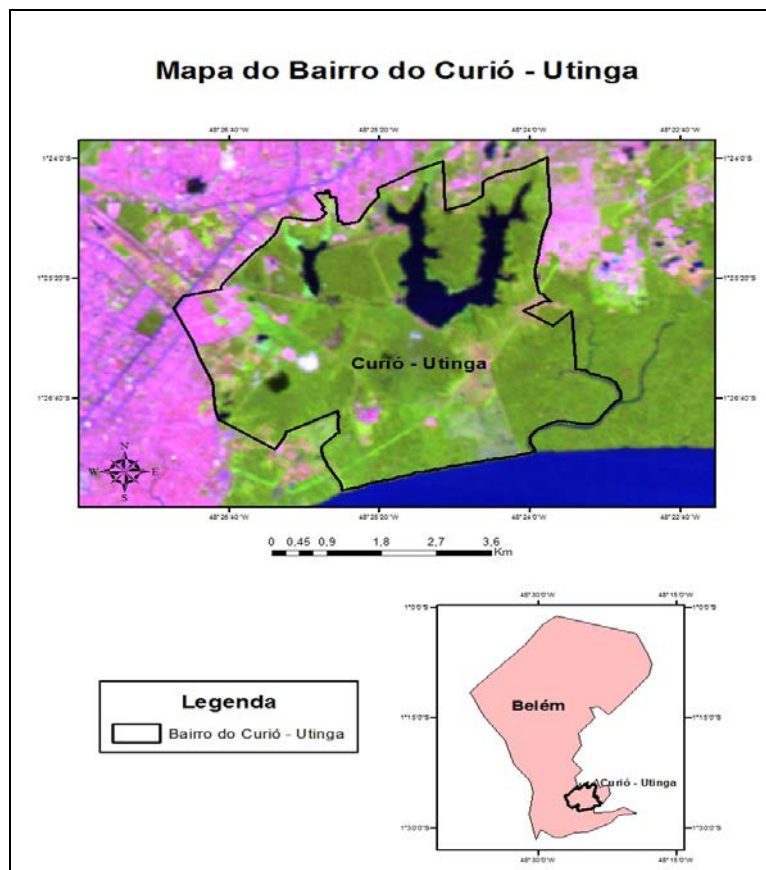 Mapa do Bairro do Curió - Utinga
48°26'40"W 48°25'20"W 48°24'0"W 48°22'40"W
1°24'0"S 1°24'0"S
1°25'20"S 1°25'20"S
Curió - Utinga
1°26'40"S 1°26'40"S
N
W E
S
48°26'40"W 48°25'20"W 48°24'0"W 48°22'40"W
0 0,45 0,9 1,8 2,7 3,6
Km
48°30'0"W 48°15'0"W
1°0'0"S 1°0'0"S
Legenda
Bairro do Curió - Utinga
Belém
1°15'0"S 1°15'0"S
Curió - Utinga
1°30'0"S 1°30'0"S
48°30'0"W 48°15'0"W